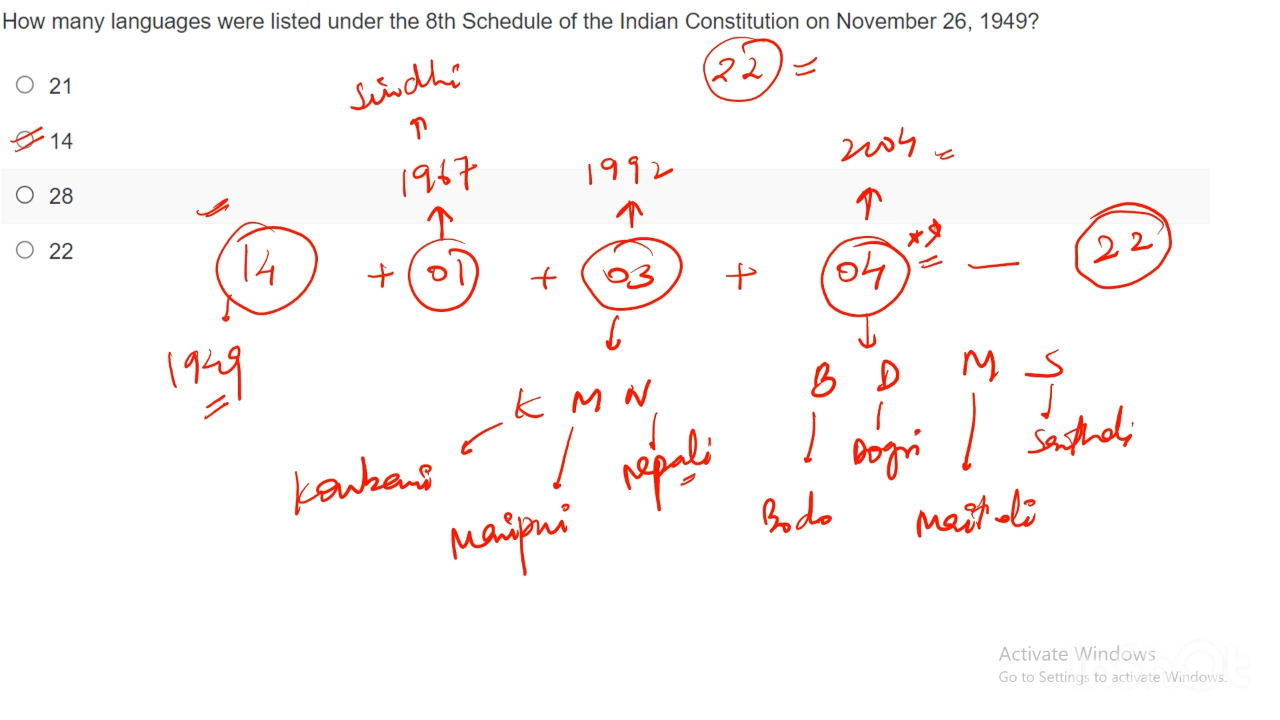 How many languages were listed under the 8th Schedule of the Indian Constitution on November 26, 1949?
22 =
21
Sindhi
14
2004 =
1967
1992
28
22
14 + 01 + 03 + 04 ** = — 22
1949
K M N
B D M S
Konkani
Manipuri
Nepali
Bodo
Dogri
Maithili
Santhali
Activate Windows
Go to Settings to activate Windows.